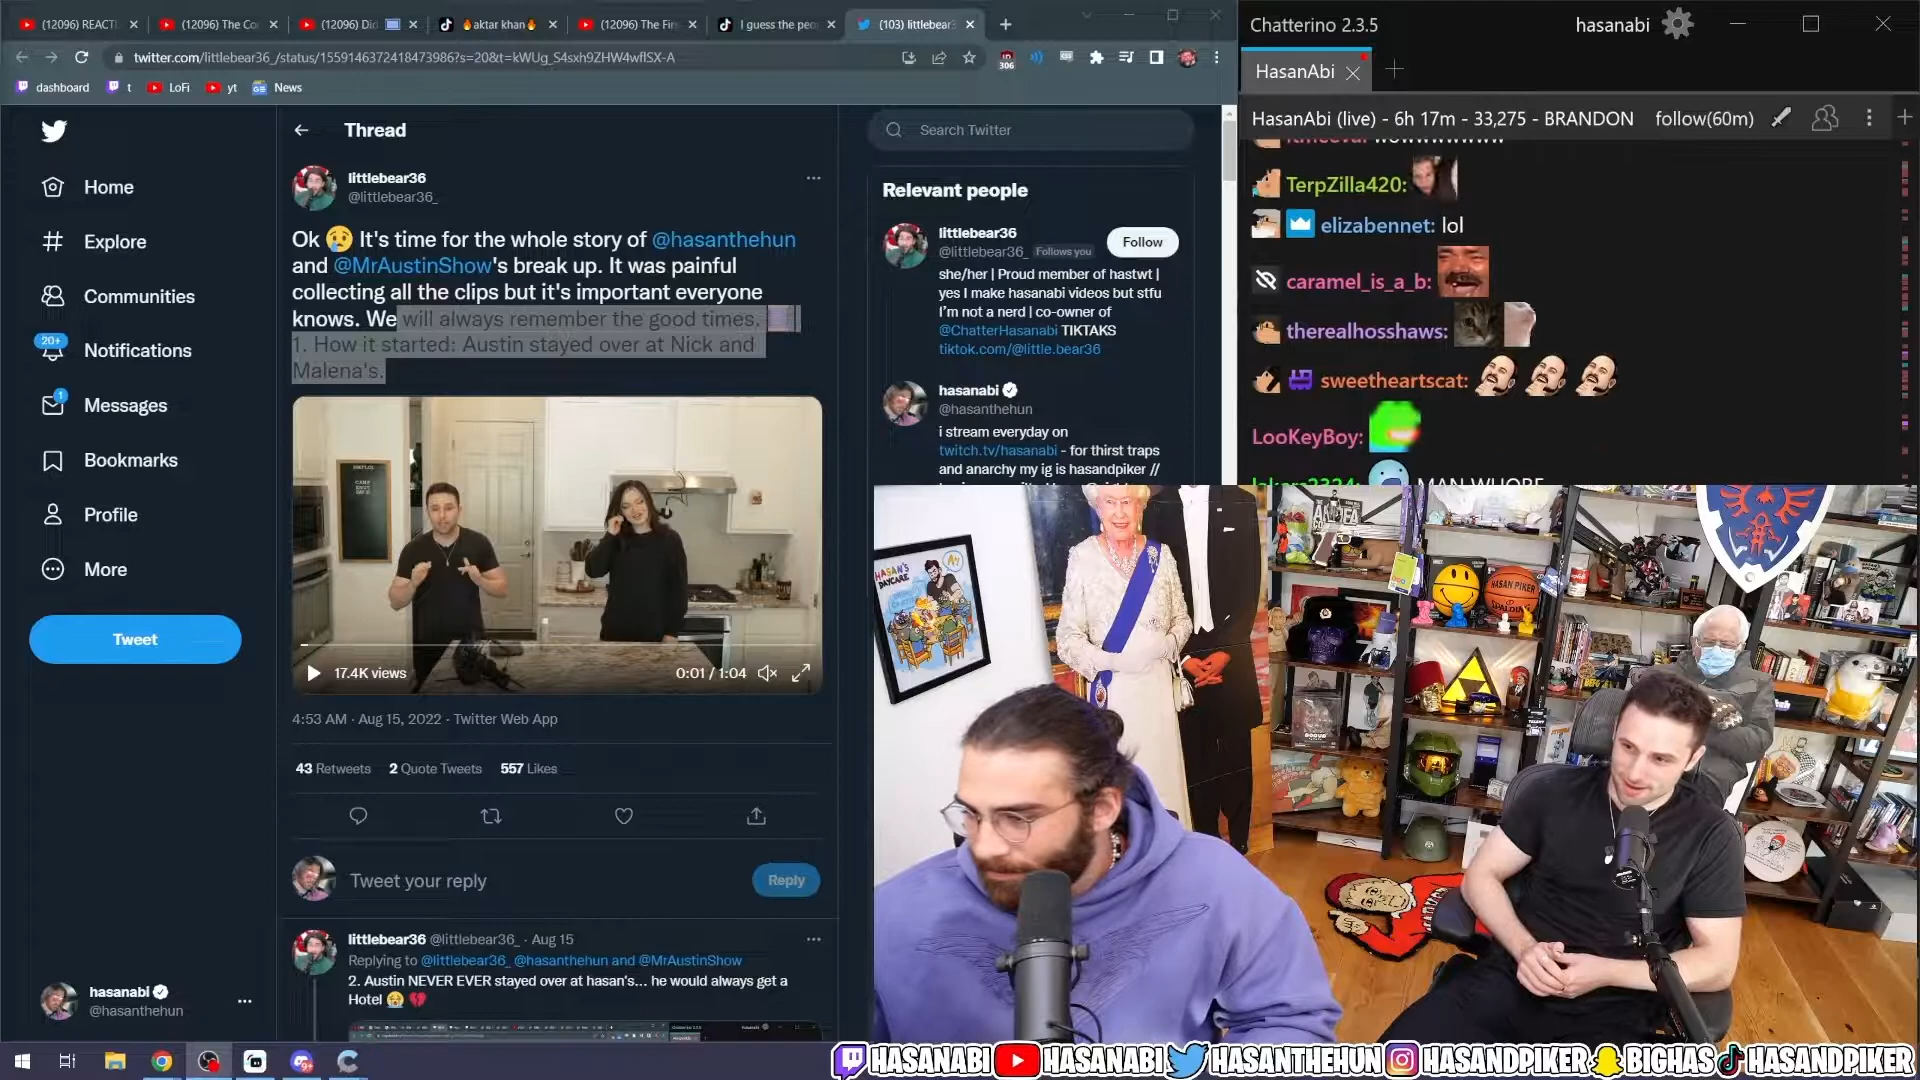 (12096) REACT
(12096) The Co
(12096) Did
aktar khan
(12096) The Fir
I guess the peo
(103) littlebear3
twitter.com/littlebear36_/status/1559146372418473986?s=20&t=kWUg_S4sxh9ZHW4wflSX-A
306
dashboard
t
LoFi
yt
News
Home
Explore
Communities
20+
Notifications
1
Messages
Bookmarks
Profile
More
Tweet
hasanabi
@hasanthehun
Thread
littlebear36
@littlebear36_
Ok 😢 It's time for the whole story of @hasanthehun
and @MrAustinShow's break up. It was painful
collecting all the clips but it's important everyone
knows. We will always remember the good times.
1. How it started: Austin stayed over at Nick and
Malena's.
17.4K views
0:01 / 1:04
4:53 AM · Aug 15, 2022 · Twitter Web App
43 Retweets 2 Quote Tweets 557 Likes
Tweet your reply
Reply
littlebear36 @littlebear36_ · Aug 15
Replying to @littlebear36_ @hasanthehun and @MrAustinShow
2. Austin NEVER EVER stayed over at hasan's... he would always get a
Hotel 😭 💔
Search Twitter
Relevant people
littlebear36
@littlebear36_ Follows you
Follow
she/her | Proud member of hastwt |
yes I make hasanabi videos but stfu
I'm not a nerd | co-owner of
@ChatterHasanabi TIKTAKS
tiktok.com/@little.bear36
hasanabi
@hasanthehun
i stream everyday on
twitch.tv/hasanabi - for thirst traps
and anarchy my ig is hasandpiker //
Chatterino 2.3.5
hasanabi
HasanAbi
HasanAbi (live) - 6h 17m - 33,275 - BRANDON
follow(60m)
TerpZilla420:
elizabennet: lol
caramel_is_a_b:
therealhosshaws:
sweetheartscat:
LooKeyBoy:
MAN WHORE
HASAN'S
DAYCARE
HASAN PIKER
SPALDING
HASANABI
HASANABI
HASANTHEHUN
HASANDPIKER
BIGHAS
HASANDPIKER